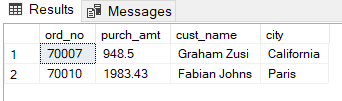 Results Messages
ord_no purch_amt cust_name city
1 70007 948.5 Graham Zusi California
2 70010 1983.43 Fabian Johns Paris